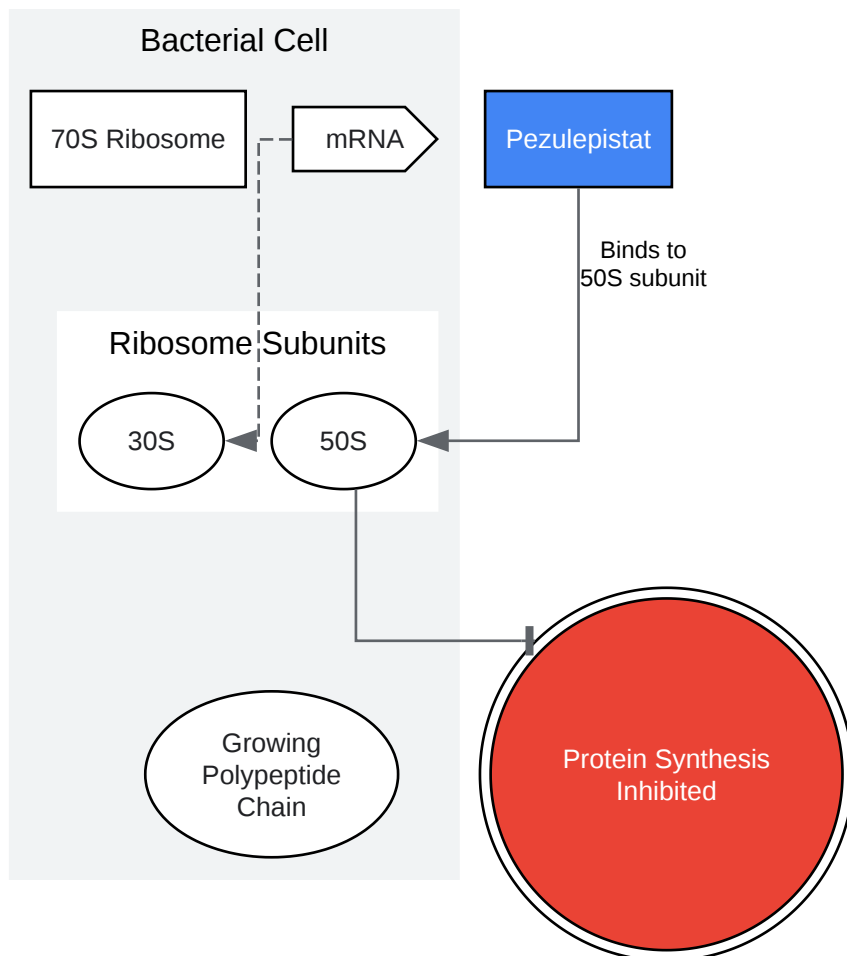 Bacterial Cell
70S Ribosome
mRNA
Pezulepistat
Binds to
50S subunit
Ribosome Subunits
30S
50S
Growing
Polypeptide
Chain
Protein Synthesis
Inhibited